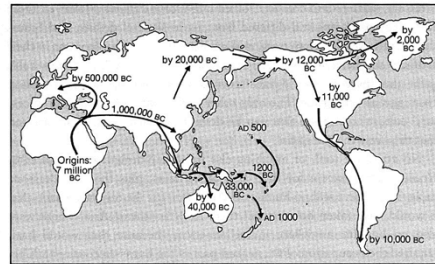 by 500,000 BC
by 20,000 BC
by 12,000
BC
by
2,000
BC
by
11,000
BC
1,000,000 BC
AD 500
Origins:
7 million
BC
1200
BC
33,000
BC
by
40,000 BC
AD 1000
by 10,000 BC